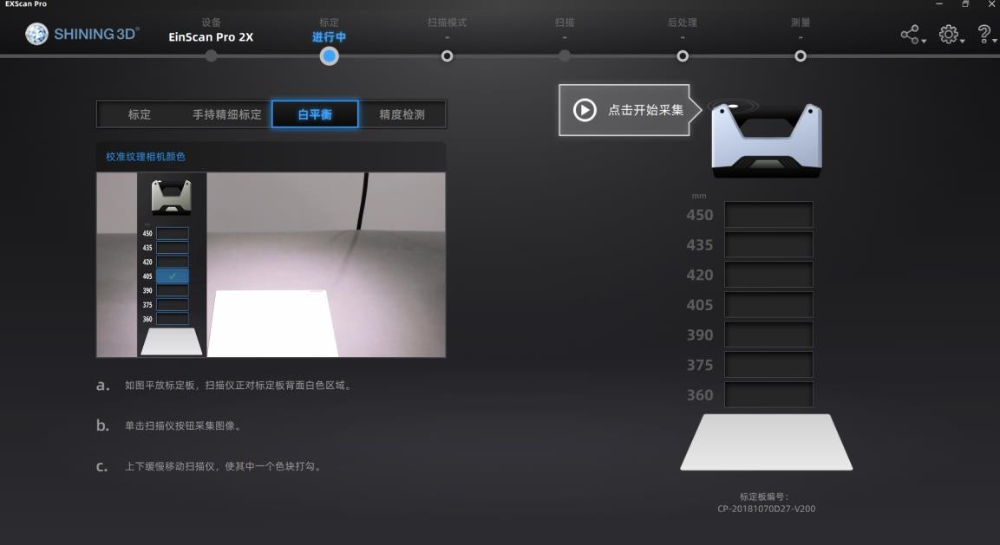 EXScan Pro
SHINING 3D®
设备
EinScan Pro 2X
标定
进行中
扫描模式
-
扫描
-
后处理
-
测量
-
标定
手持精细标定
白平衡
精度检测
校准纹理相机颜色
450
435
420
405
390
375
360
a. 如图平放标定板，扫描仪正对标定板背面白色区域。
b. 单击扫描仪按钮采集图像。
c. 上下缓慢移动扫描仪，使其中一个色块打勾。
点击开始采集
mm
450
435
420
405
390
375
360
标定板编号：
CP-20181070D27-V200